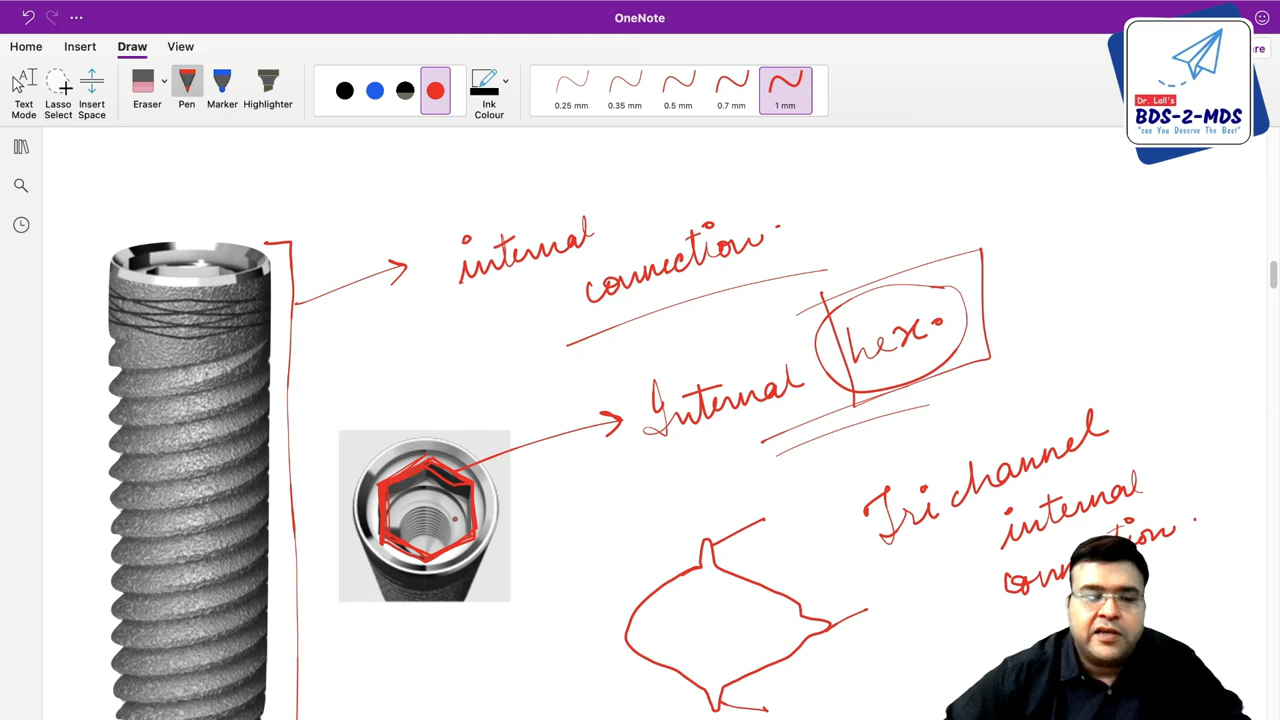 OneNote
Home Insert Draw View
Text Mode
Lasso Select
Insert Space
Eraser
Pen
Marker
Highlighter
Ink Colour
0.25 mm
0.35 mm
0.5 mm
0.7 mm
1 mm
Dr. Lall's
BDS-2-MDS
"cos You Deserve The Best"
internal
connection.
Internal hex.
Tri channel
internal